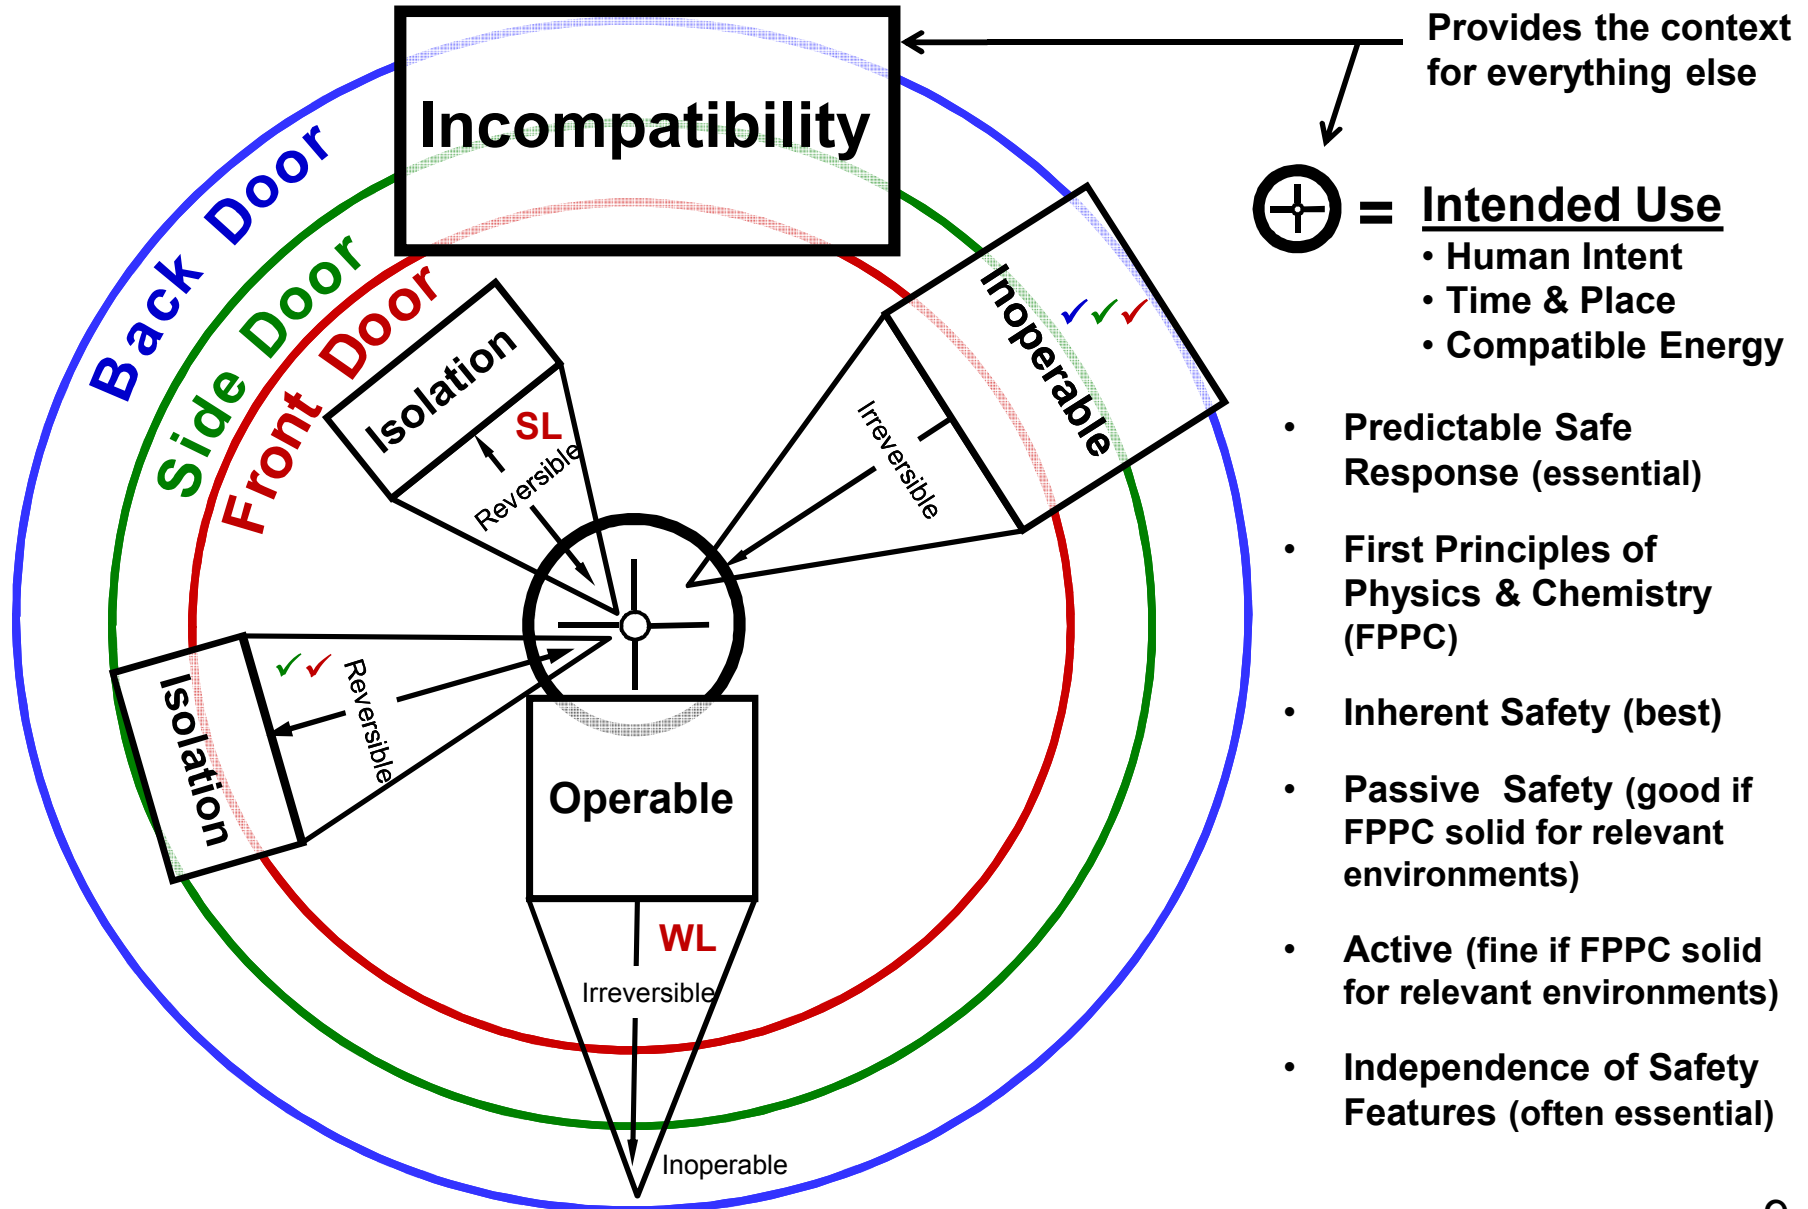 Provides the context
for everything else
Incompatibility
Back Door
Side Door
Front Door
= Intended Use
• Human Intent
• Time & Place
• Compatible Energy
Isolation
SL
Reversible
Inoperable
✓✓✓
Irreversible
• Predictable Safe
Response (essential)
• First Principles of
Physics & Chemistry
(FPPC)
• Inherent Safety (best)
• Passive Safety (good if
FPPC solid for relevant
environments)
• Active (fine if FPPC solid
for relevant environments)
• Independence of Safety
Features (often essential)
Isolation
✓✓
Reversible
Operable
WL
Irreversible
Inoperable